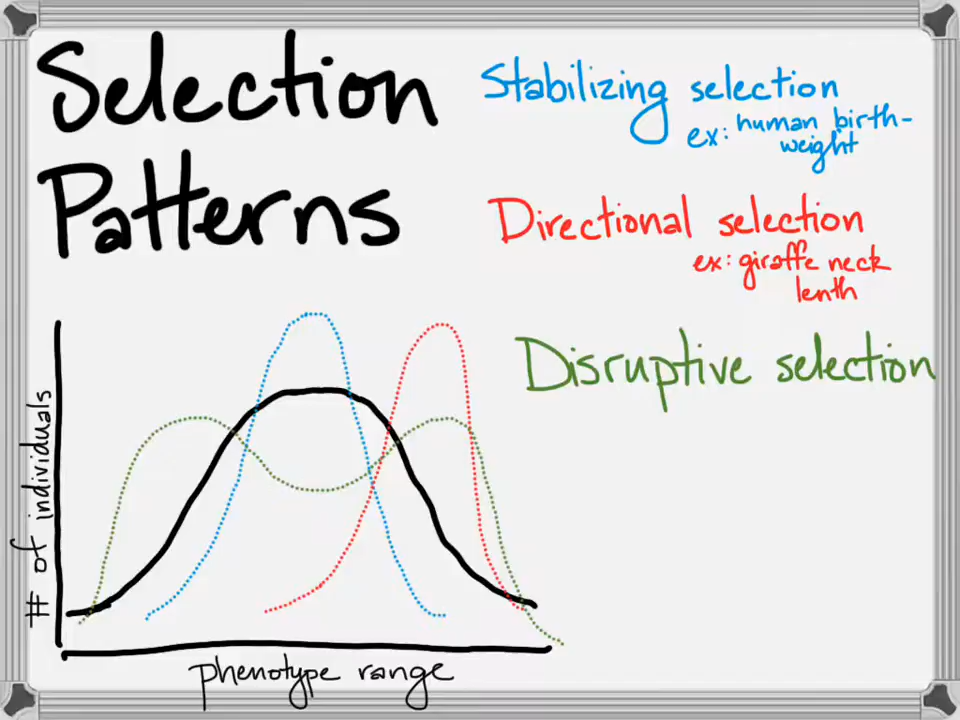 Selection
Patterns
Stabilizing selection
ex: human birth-
weight
Directional selection
ex: giraffe neck
lenth
Disruptive selection
# of individuals
phenotype range